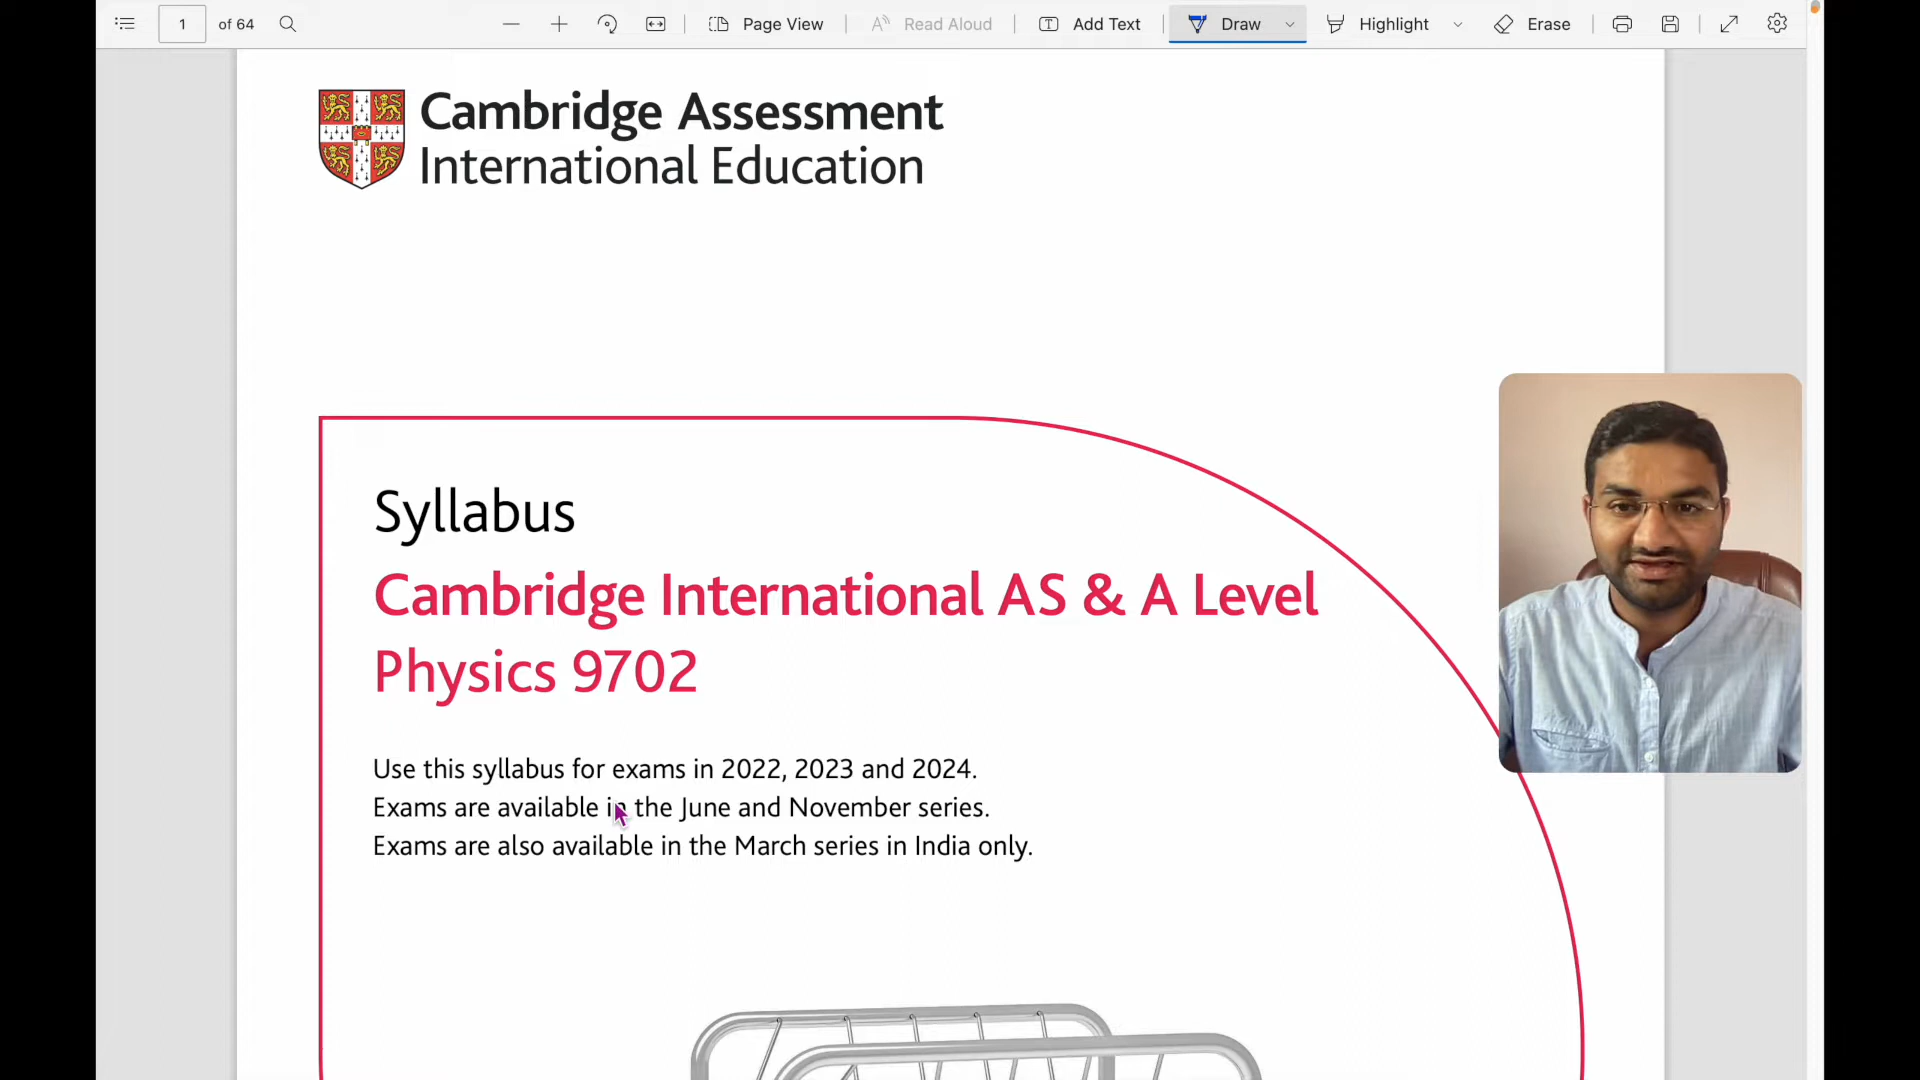 1 of 64 Page View Read Aloud Add Text Draw Highlight Erase
Cambridge Assessment
International Education
Syllabus
Cambridge International AS & A Level
Physics 9702
Use this syllabus for exams in 2022, 2023 and 2024.
Exams are available in the June and November series.
Exams are also available in the March series in India only.